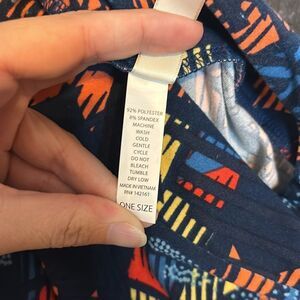 92% POLYESTER
8% SPANDEX
MACHINE
WASH
COLD
GENTLE
CYCLE
DO NOT
BLEACH
TUMBLE
DRY LOW
MADE IN VIETNAM
RN# 142161
ONE SIZE